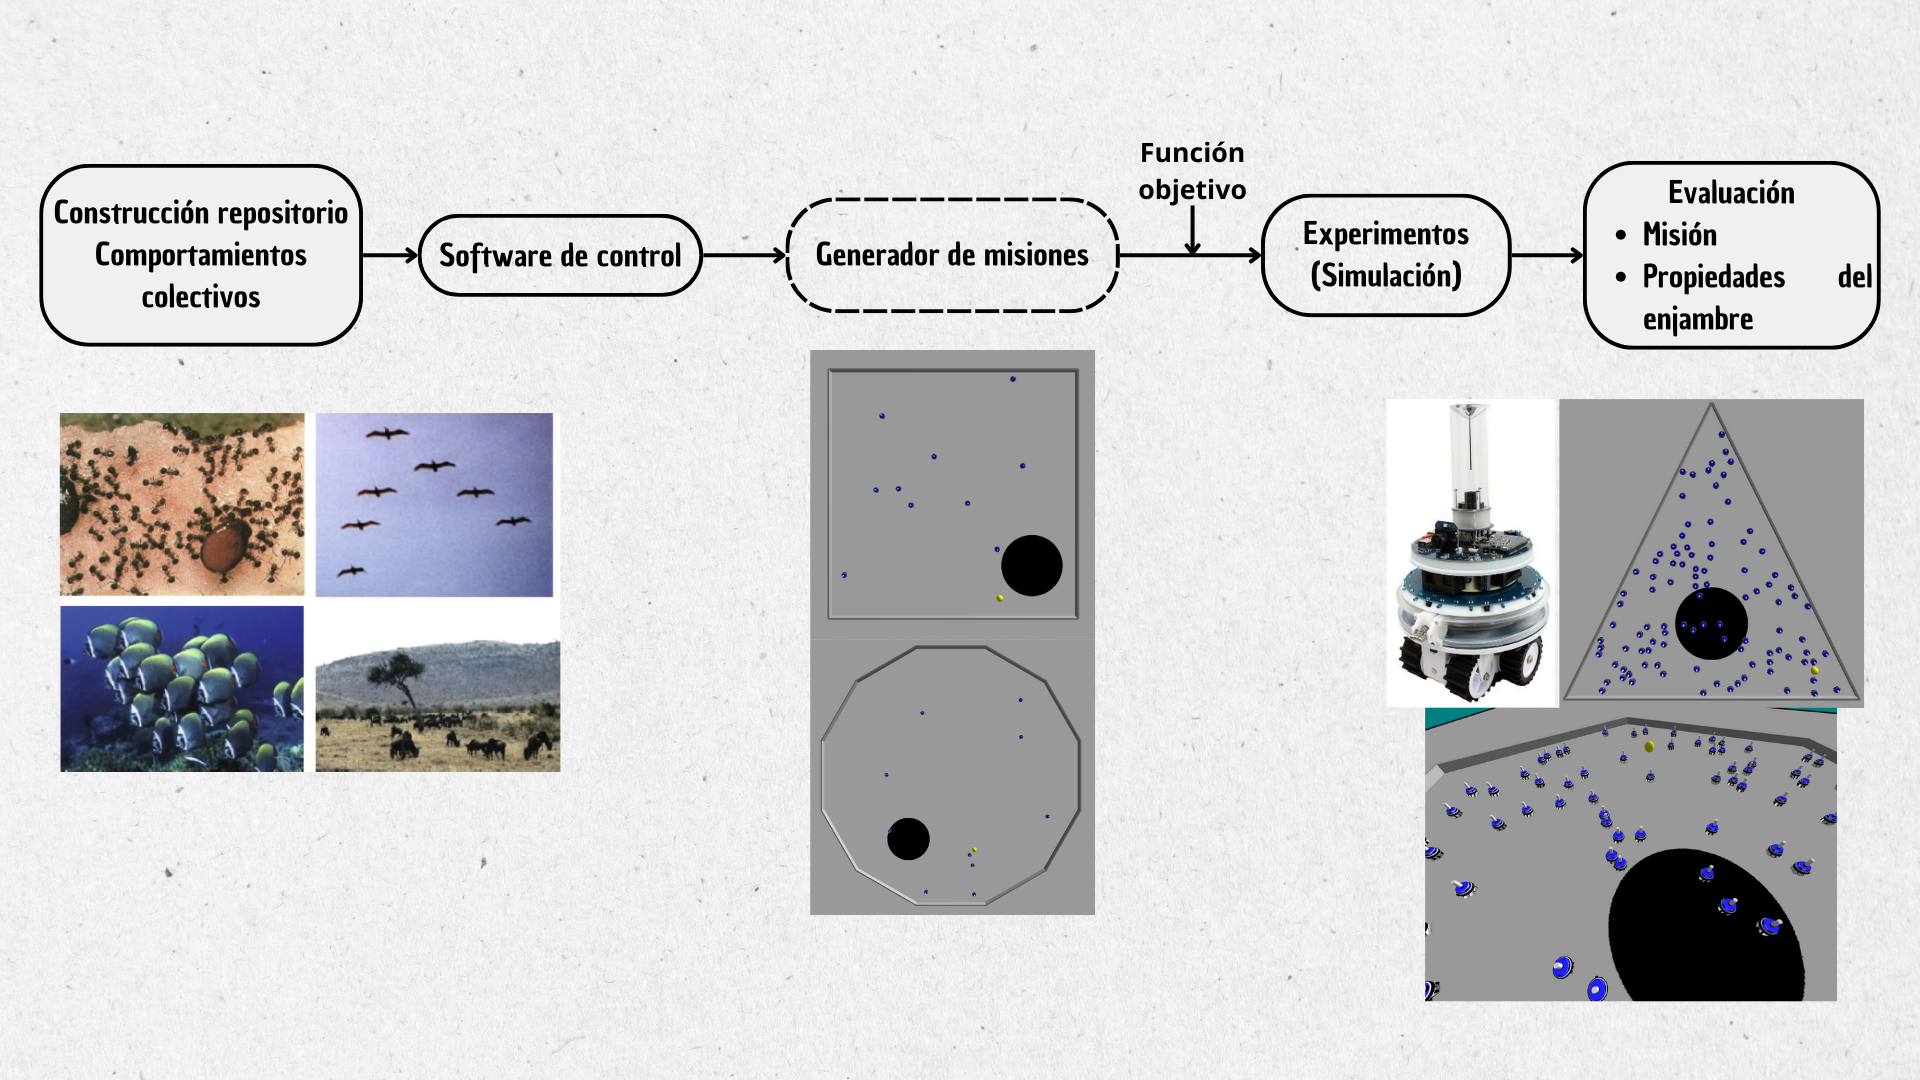 Construcción repositorio
Comportamientos
colectivos
Software de control
Generador de misiones
Función
objetivo
Experimentos
(Simulación)
Evaluación
• Misión
• Propiedades del
enjambre